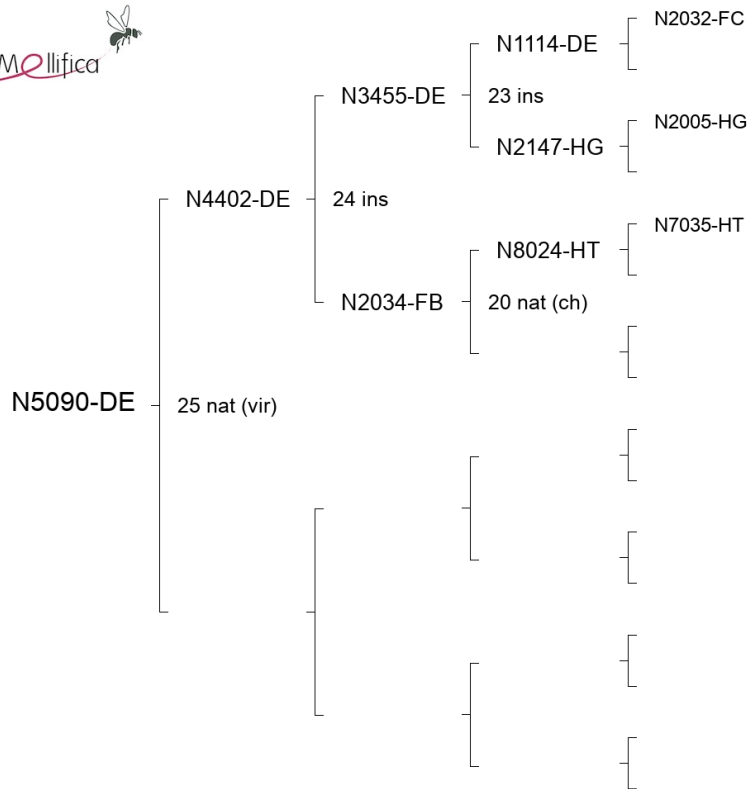 Mellifica
N2032-FC
N1114-DE
N3455-DE
23 ins
N2005-HG
N2147-HG
N4402-DE
24 ins
N7035-HT
N8024-HT
N2034-FB
20 nat (ch)
N5090-DE
25 nat (vir)